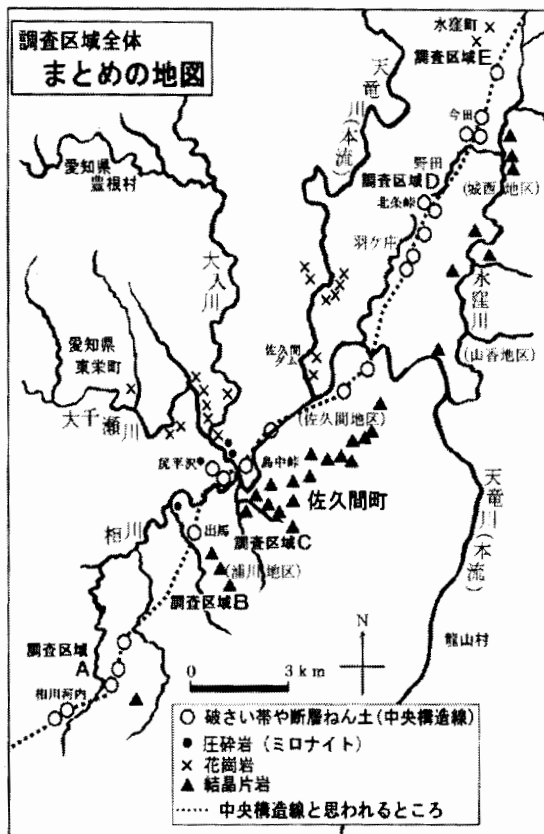 調査区域全体
まとめの地図
水窪町
調査区域E
天竜川(本流)
今田
野田
調査区域D
(城西地区)
北条峠
羽ケ庄
愛知県
豊根村
大入川
水窪川
佐久間
ダム
(山香地区)
愛知県
東栄町
大千瀬川
(佐久間地区)
尻平沢
島中峠
佐久間町
天竜川(本流)
相川
出馬
調査区域C
(浦川地区)
調査区域B
N
龍山村
調査区域
A
0 3km
相川河内
○ 破さい帯や断層ねん土(中央構造線)
● 圧砕岩(ミロナイト)
× 花崗岩
▲ 結晶片岩
‥‥‥ 中央構造線と思われるところ